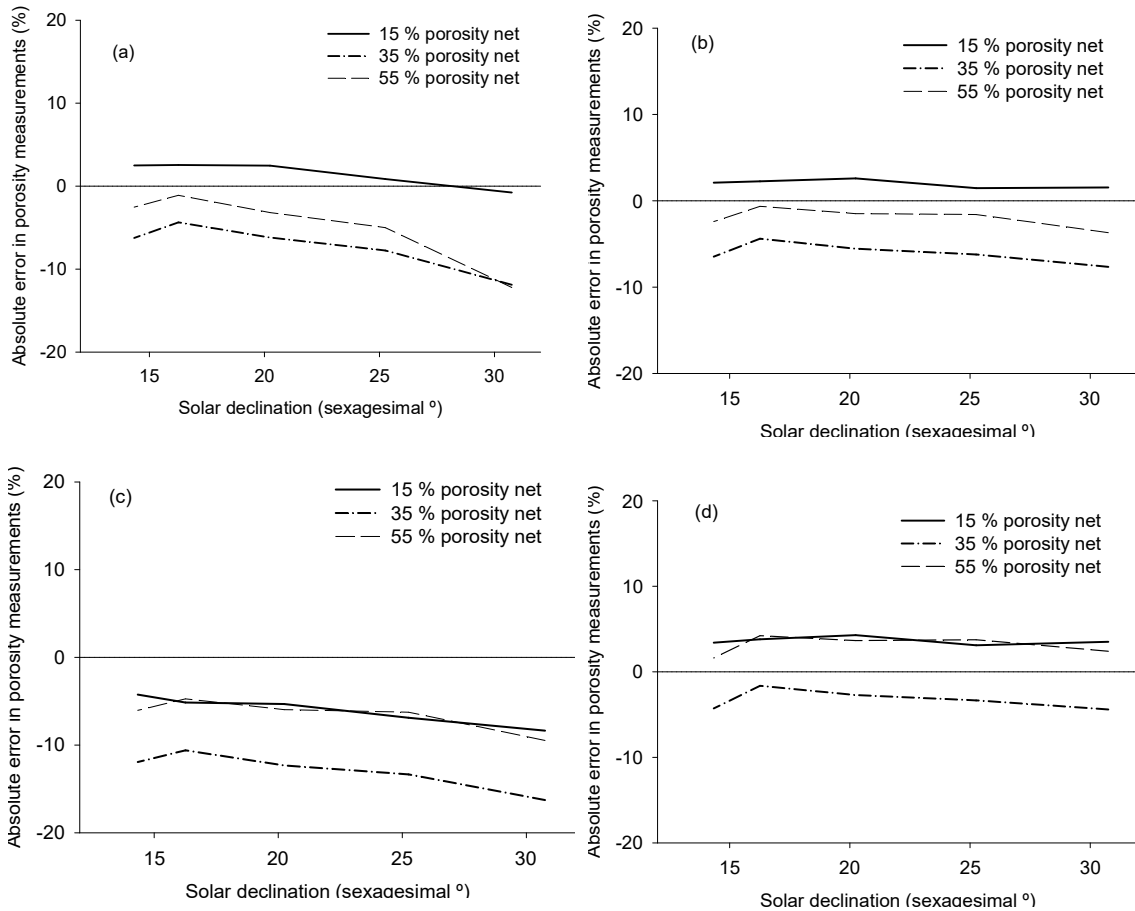 20
10
0
-10
-20
Absolute error in porosity measurements (%)
(a)
15 % porosity net
35 % porosity net
55 % porosity net
15
20
25
30
Solar declination (sexagesimal º)
20
10
0
-10
-20
Absolute error in porosity measurements (%)
(b)
15 % porosity net
35 % porosity net
55 % porosity net
15
20
25
30
Solar declination (sexagesimal º)
20
10
0
-10
-20
Absolute error in porosity measurements (%)
(c)
15 % porosity net
35 % porosity net
55 % porosity net
15
20
25
30
Solar declination (sexagesimal º)
20
10
0
-10
-20
Absolute error in porosity measurements (%)
(d)
15 % porosity net
35 % porosity net
55 % porosity net
15
20
25
30
Solar declination (sexagesimal º)